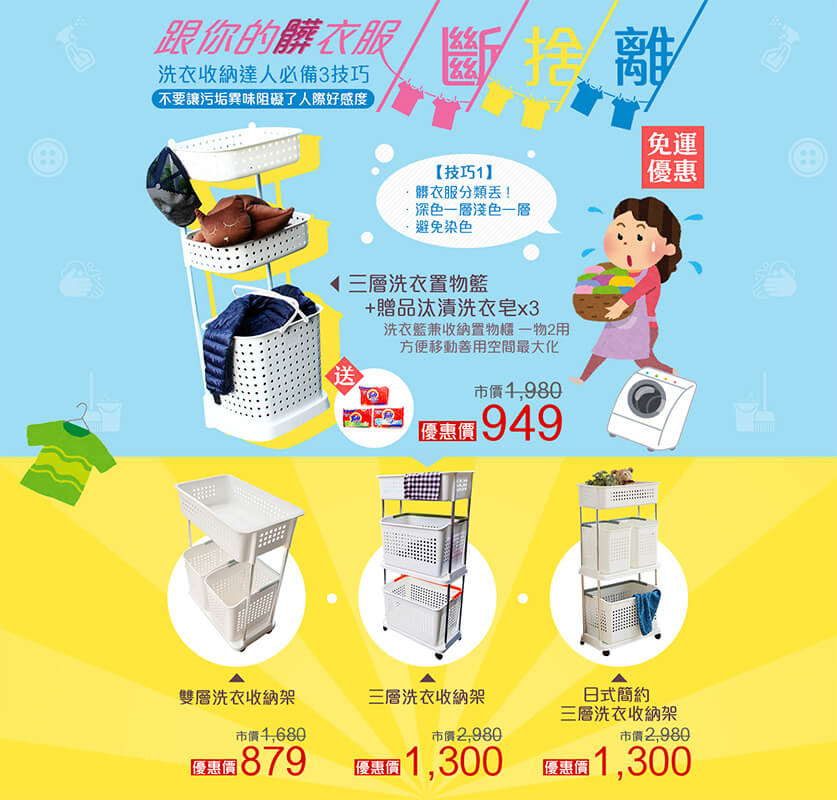 跟你的髒衣服
斷捨離
洗衣收納達人必備3技巧
不要讓污垢異味阻礙了人際好感度
免運
優惠
【技巧1】
· 髒衣服分類丟！
· 深色一層淺色一層
· 避免染色
三層洗衣置物籃
+贈品汰漬洗衣皂x3
洗衣籃兼收納置物櫃 一物2用
方便移動善用空間最大化
送
市價1,980
優惠價949
雙層洗衣收納架
市價1,680
優惠價879
三層洗衣收納架
市價2,980
優惠價1,300
日式簡約
三層洗衣收納架
市價2,980
優惠價1,300